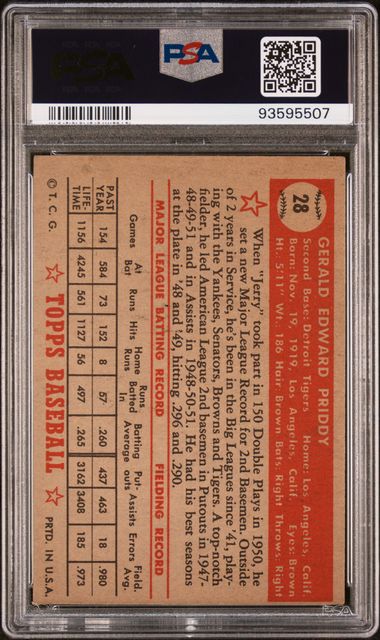 PSA
PSA
93595507
28
GERALD EDWARD PRIDDY
Second Base: Detroit Tigers Home: Los Angeles, Calif.
Born: Nov. 19, 1919, Los Angeles, Calif. Eyes: Brown
Ht.: 5'11" Wt.: 186 Hair: Brown Bats: Right Throws: Right
When "Jerry" took part in 150 Double Plays in 1950, he
set a new Major League Record for 2nd Basemen. Outside
of 2 years in Service, he's been in the Big Leagues since '41, play-
ing with the Yankees, Senators, Browns and Tigers. A top-notch
fielder, he led American League 2nd basemen in Putouts in 1947-
48-49-51 and in Assists in 1948-50-51. He had his best seasons
at the plate in '48 and '49 hitting .296 and .290.
MAJOR LEAGUE BATTING RECORD FIELDING RECORD
Games At Bat Runs Hits Home Runs Runs Batted In Batting Average Put-outs Assists Errors Field. Avg.
PAST YEAR 154 584 73 152 8 57 .260 437 463 18 .980
LIFE-TIME 1156 4245 561 1127 56 497 .265 3162 3408 185 .973
© T. C. G. TOPPS BASEBALL PRTD. IN U.S.A.